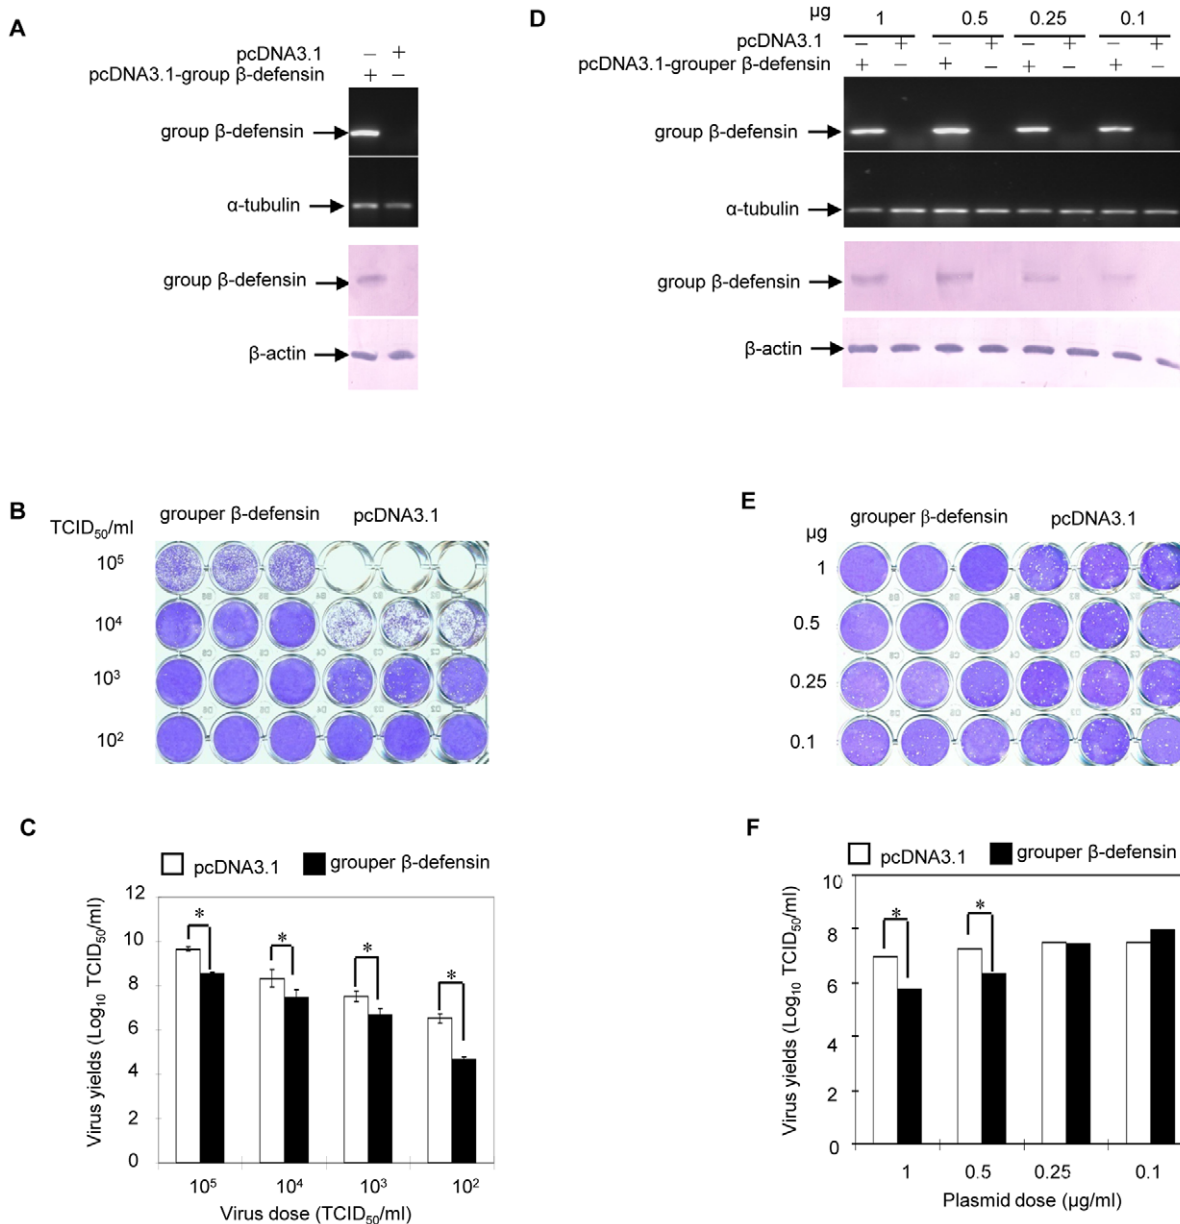 A
pcDNA3.1 – +
pcDNA3.1-group β-defensin + –
group β-defensin
α-tubulin
group β-defensin
β-actin
B
TCID50/ml
grouper β-defensin pcDNA3.1
10⁵
10⁴
10³
10²
C
pcDNA3.1 grouper β-defensin
Virus yields (Log10 TCID50/ml)
12
10
8
6
4
2
0
* * * *
10⁵ 10⁴ 10³ 10²
Virus dose (TCID50/ml)
D
µg 1 0.5 0.25 0.1
pcDNA3.1 – + – + – + – +
pcDNA3.1-grouper β-defensin + – + – + – + –
group β-defensin
α-tubulin
group β-defensin
β-actin
E
µg
grouper β-defensin pcDNA3.1
1
0.5
0.25
0.1
F
pcDNA3.1 grouper β-defensin
Virus yields (Log10 TCID50/ml)
10
8
6
4
2
0
* *
1 0.5 0.25 0.1
Plasmid dose (µg/ml)